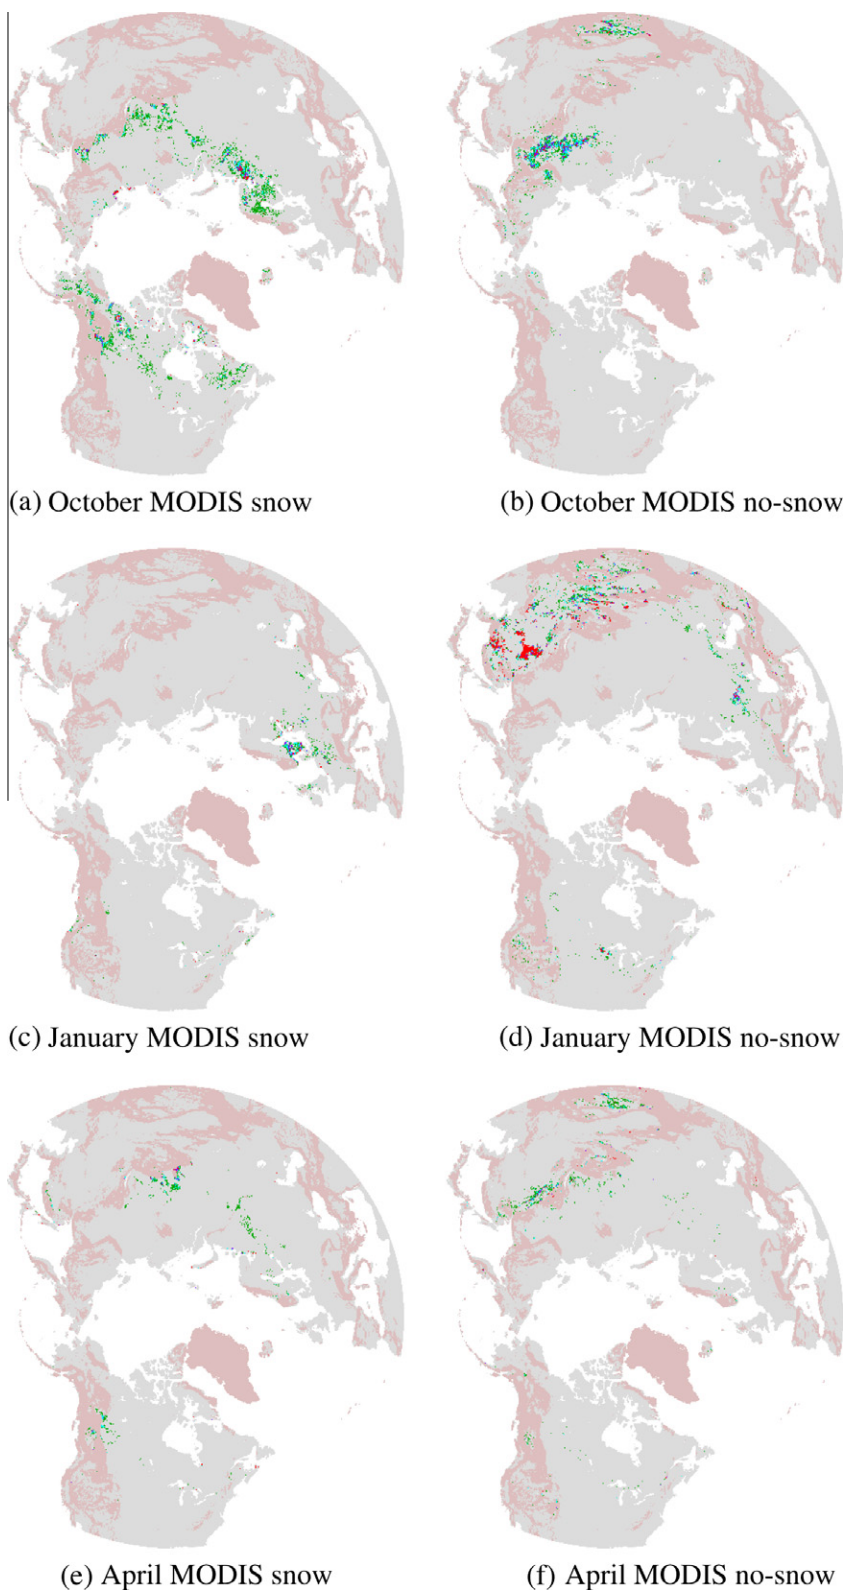 (a) October MODIS snow
(b) October MODIS no-snow
(c) January MODIS snow
(d) January MODIS no-snow
(e) April MODIS snow
(f) April MODIS no-snow